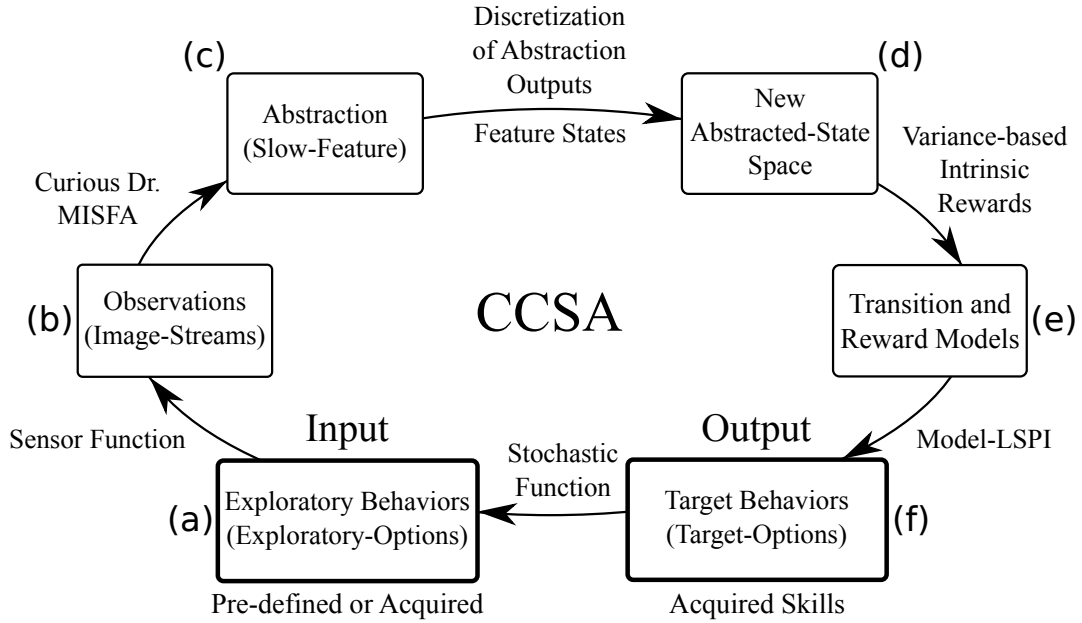 (c)
Abstraction
(Slow-Feature)
Discretization
of Abstraction
Outputs
Feature States
(d)
New
Abstracted-State
Space
Variance-based
Intrinsic
Rewards
Curious Dr.
MISFA
(b)
Observations
(Image-Streams)
CCSA
Transition and
Reward Models
(e)
Sensor Function
Input
Output
Model-LSPI
(a)
Exploratory Behaviors
(Exploratory-Options)
Pre-defined or Acquired
Stochastic
Function
Target Behaviors
(Target-Options)
(f)
Acquired Skills